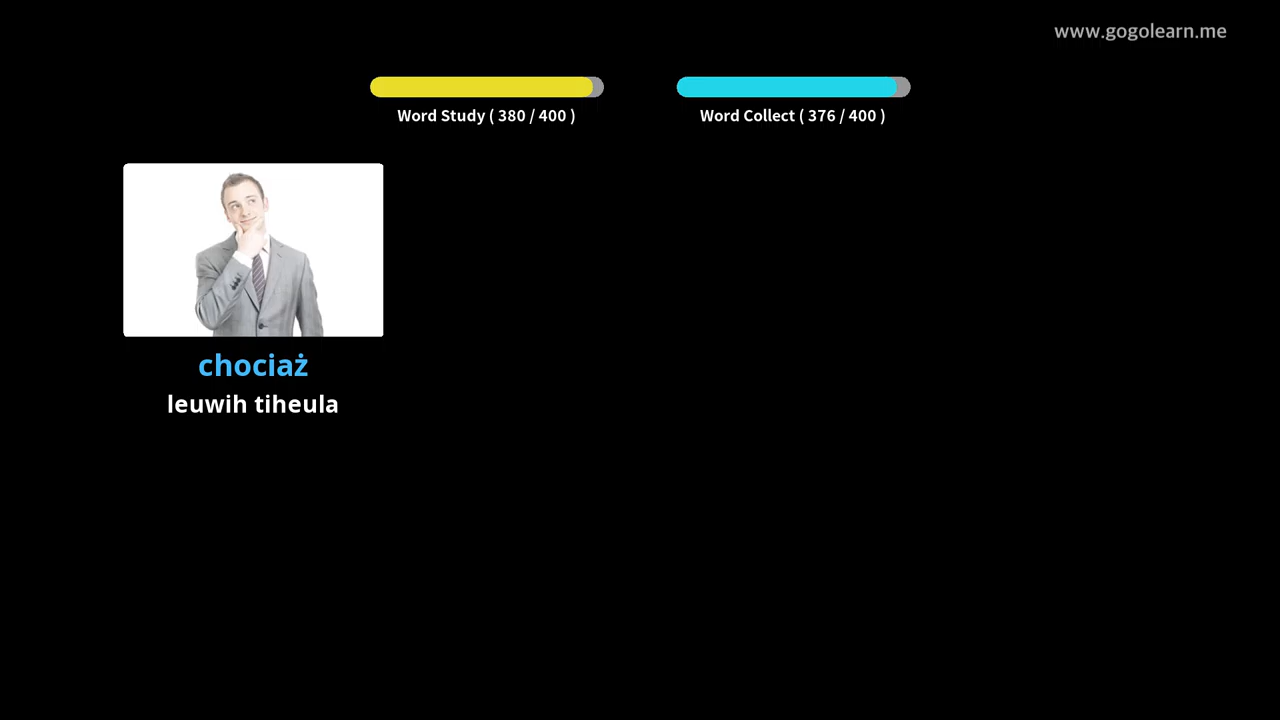 www.gogolearn.me
Word Study ( 380 / 400 )
Word Collect ( 376 / 400 )
chociaż
leuwih tiheula